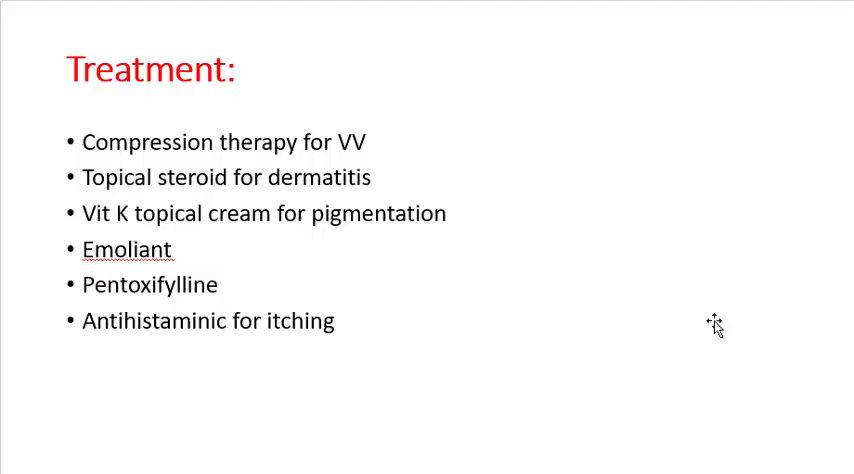 Treatment:
• Compression therapy for VV
• Topical steroid for dermatitis
• Vit K topical cream for pigmentation
• Emoliant
• Pentoxifylline
• Antihistaminic for itching